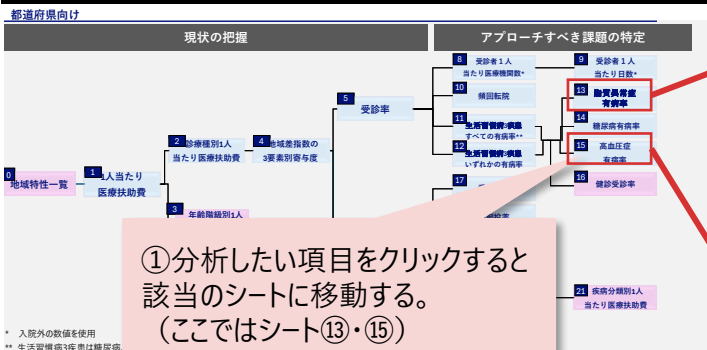 都道府県向け
現状の把握
アプローチすべき課題の特定
0
地域特性一覧
1
1人当たり
医療扶助費
2
診療種別1人
当たり医療扶助費
3
年齢階級別1人
4
地域差指数の
3要素別寄与度
5
受診率
8
受診者1人
当たり医療機関数*
9
受診者1人
当たり日数*
10
頻回転院
11
生活習慣病3疾患
すべての有病率**
12
生活習慣病3疾患
いずれかの有病率
13
脂質異常症
有病率
14
糖尿病有病率
15
高血圧症
有病率
16
健診受診率
17
21
疾病分類別1人
当たり医療扶助費
①分析したい項目をクリックすると
該当のシートに移動する。
（ここではシート⑬・⑮）
* 入院外の数値を使用
** 生活習慣病3疾患は糖尿病、